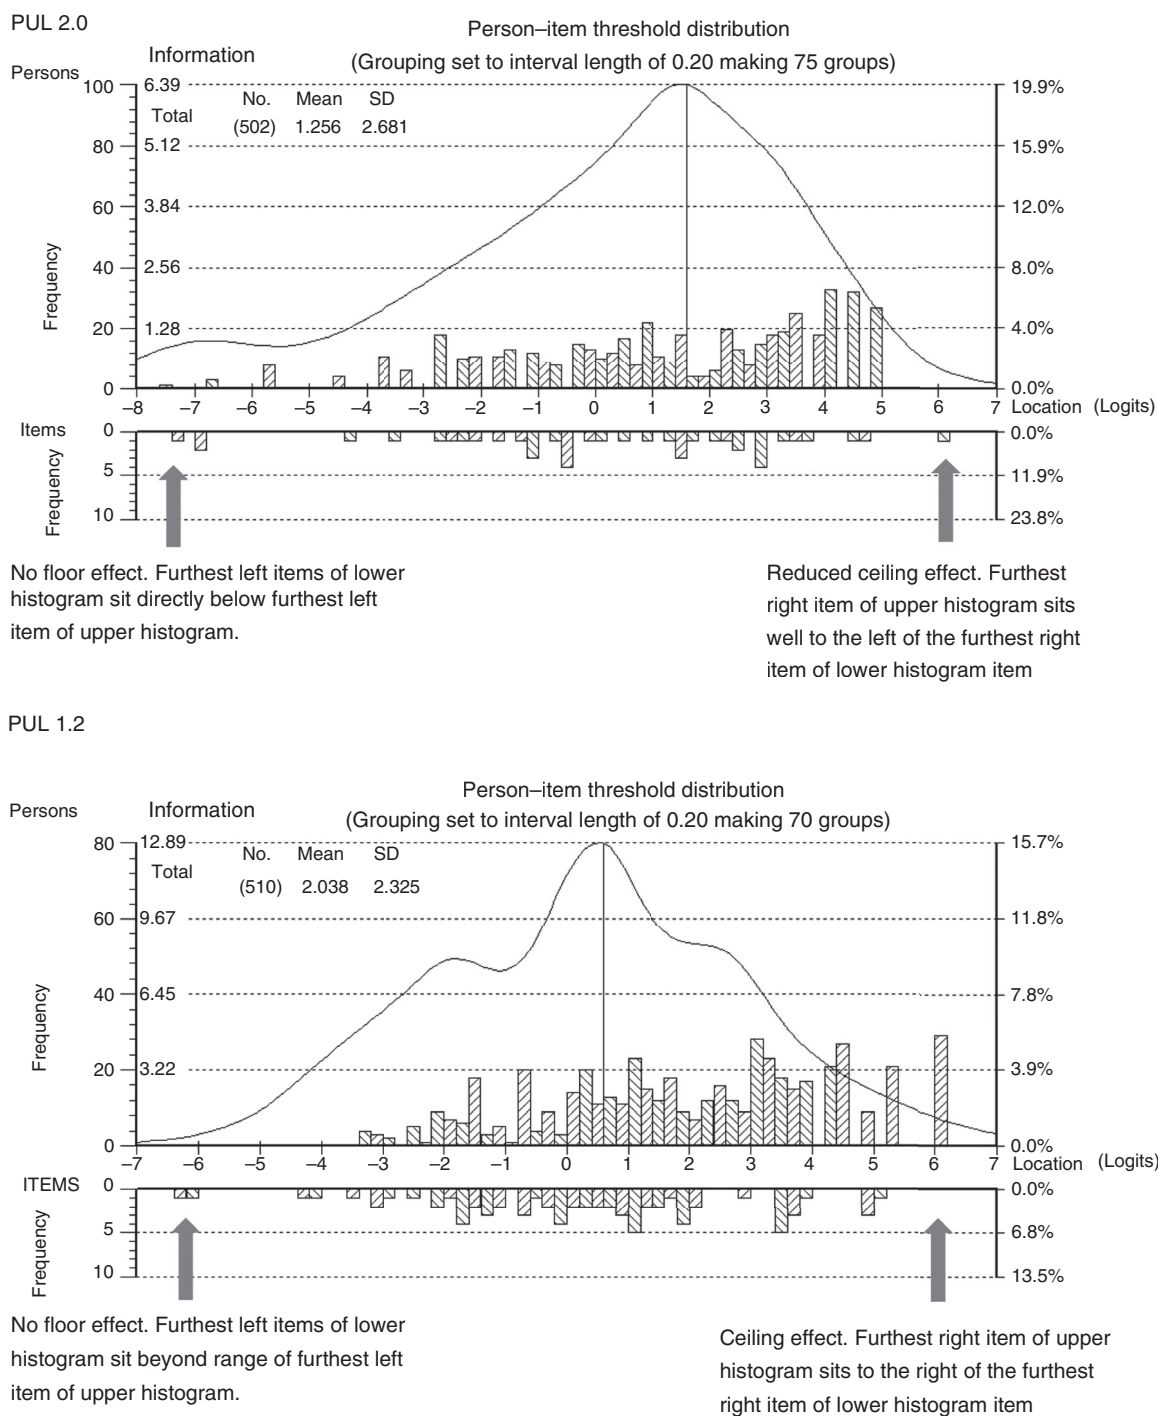 PUL 2.0
Person–item threshold distribution
Information
(Grouping set to interval length of 0.20 making 75 groups)
Persons
100 6.39 19.9%
No. Mean SD
Total
(502) 1.256 2.681
80 5.12 15.9%
60 3.84 12.0%
Frequency
40 2.56 8.0%
20 1.28 4.0%
0 0.0%
–8 –7 –6 –5 –4 –3 –2 –1 0 1 2 3 4 5 6 7 Location (Logits)
Items
0 0.0%
Frequency
5 11.9%
10 23.8%
No floor effect. Furthest left items of lower
histogram sit directly below furthest left
item of upper histogram.
Reduced ceiling effect. Furthest
right item of upper histogram sits
well to the left of the furthest right
item of lower histogram item
PUL 1.2
Person–item threshold distribution
Persons
Information
(Grouping set to interval length of 0.20 making 70 groups)
80 12.89 15.7%
No. Mean SD
Total
(510) 2.038 2.325
60 9.67 11.8%
Frequency
40 6.45 7.8%
20 3.22 3.9%
0 0.0%
–7 –6 –5 –4 –3 –2 –1 0 1 2 3 4 5 6 7 Location (Logits)
ITEMS
0 0.0%
Frequency
5 6.8%
10 13.5%
No floor effect. Furthest left items of lower
histogram sit beyond range of furthest left
item of upper histogram.
Ceiling effect. Furthest right item of upper
histogram sits to the right of the furthest
right item of lower histogram item